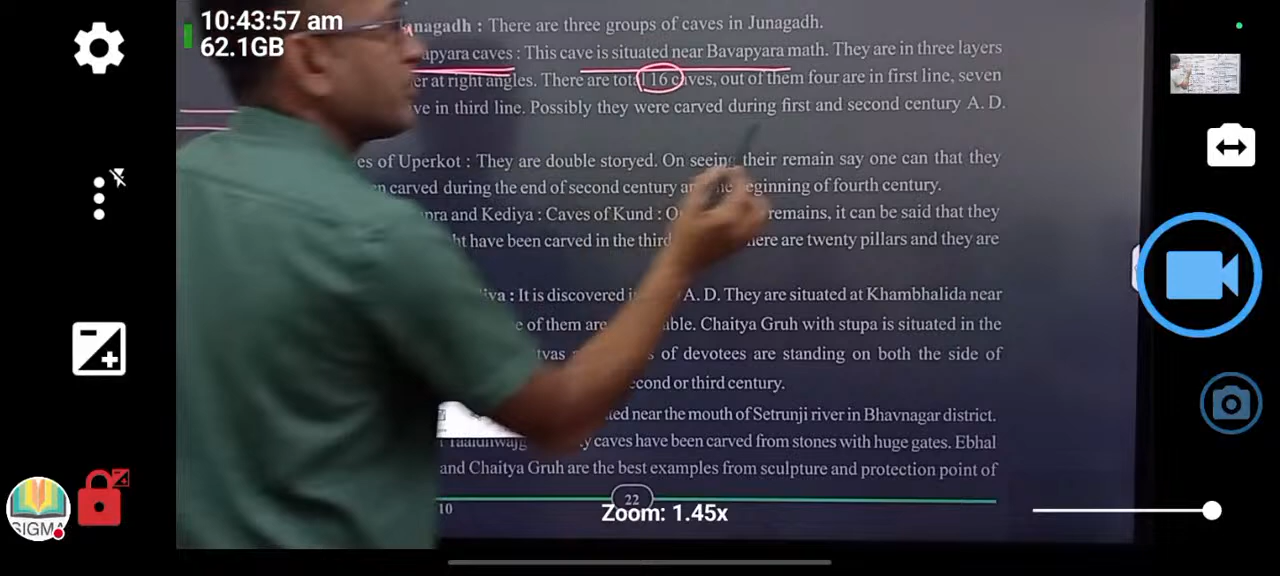 10:43:57 am
62.1GB
nagadh : There are three groups of caves in Junagadh.
apyara caves : This cave is situated near Bavapyara math. They are in three layers
er at right angles. There are total 16 caves, out of them four are in first line, seven
ve in third line. Possibly they were carved during first and second century A. D.
es of Uperkot : They are double storyed. On seeing their remain say one can that they
n carved during the end of second century an beginning of fourth century.
pra and Kediya : Caves of Kund : O remains, it can be said that they
ht have been carved in the third here are twenty pillars and they are
iva : It is discovered i A. D. They are situated at Khambhalida near
e of them are able. Chaitya Gruh with stupa is situated in the
tvas s of devotees are standing on both the side of
econd or third century.
ted near the mouth of Setrunji river in Bhavnagar district.
y caves have been carved from stones with huge gates. Ebhal
and Chaitya Gruh are the best examples from sculpture and protection point of
22
10
Zoom: 1.45x
SIGMA